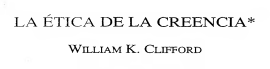 LA ÉTICA DE LA CREENCIA*
WILLIAM K. CLIFFORD